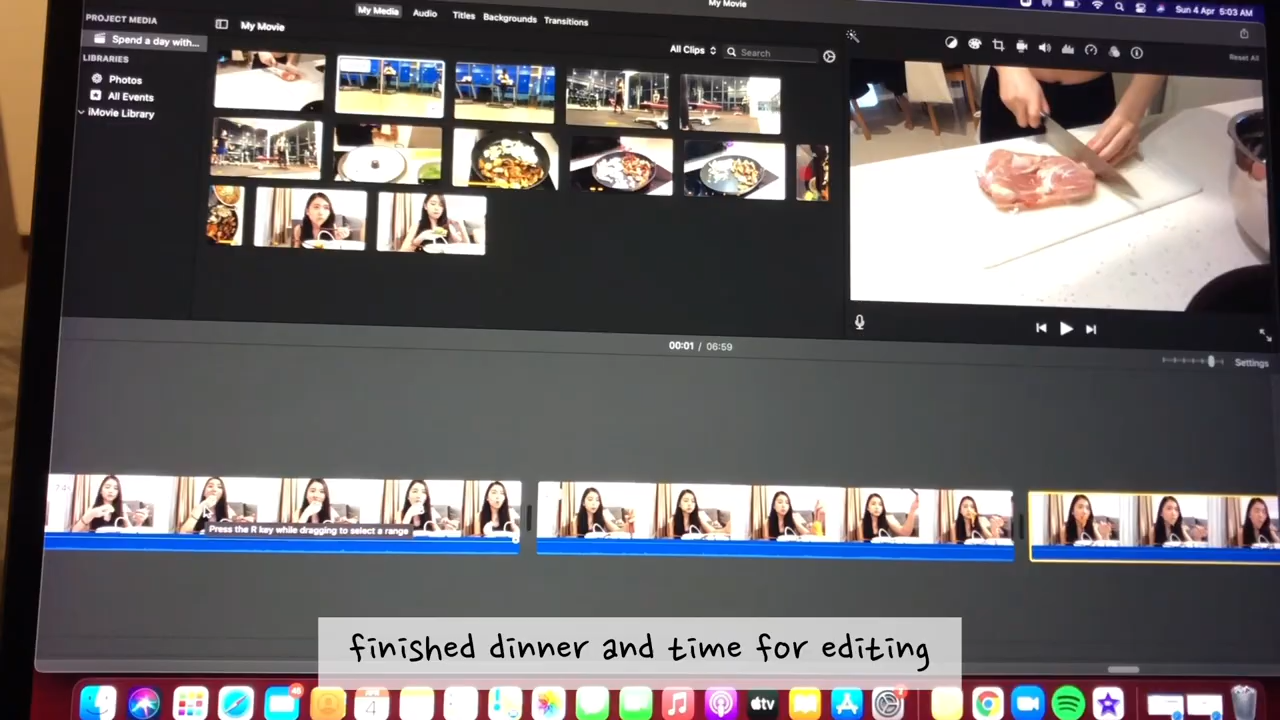 My Movie
Sun 4 Apr 5:03 AM
PROJECT MEDIA
My Media Audio Titles Backgrounds Transitions
Spend a day with...
My Movie
All Clips
Search
Reset All
LIBRARIES
Photos
All Events
iMovie Library
00:01 / 06:59
Settings
Press the R key while dragging to select a range
finished dinner and time for editing
4
tv